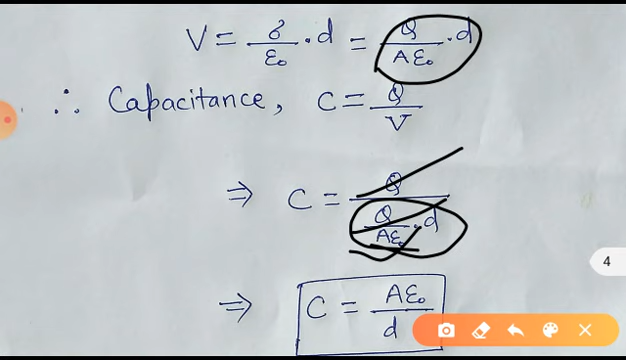 V = σ/ε₀ . d = Q/Aε₀ . d
∴ Capacitance, C = Q/V
⇒ C = Q/(Q/Aε₀ . d)
4
⇒ C = Aε₀/d